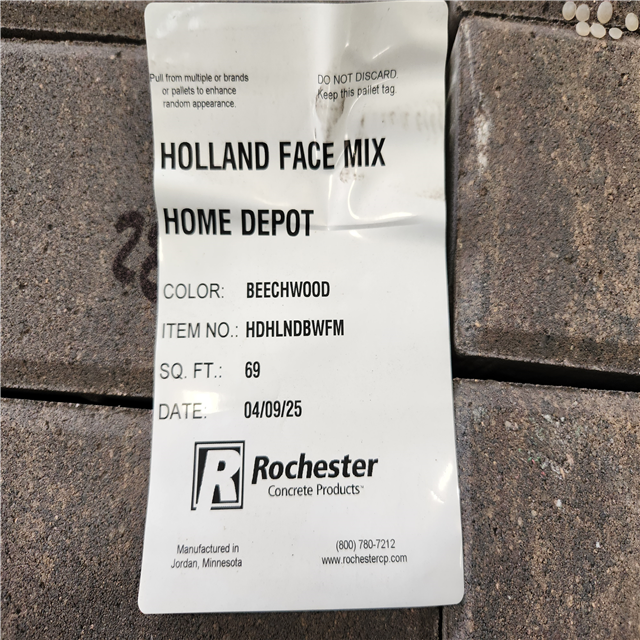 Pull from multiple or brands
or pallets to enhance
random appearance.
DO NOT DISCARD.
Keep this pallet tag.
HOLLAND FACE MIX
HOME DEPOT
COLOR: BEECHWOOD
ITEM NO.: HDHLNDBWFM
SQ. FT.: 69
DATE: 04/09/25
R Rochester
Concrete Products™
Manufactured in
Jordan, Minnesota
(800) 780-7212
www.rochestercp.com